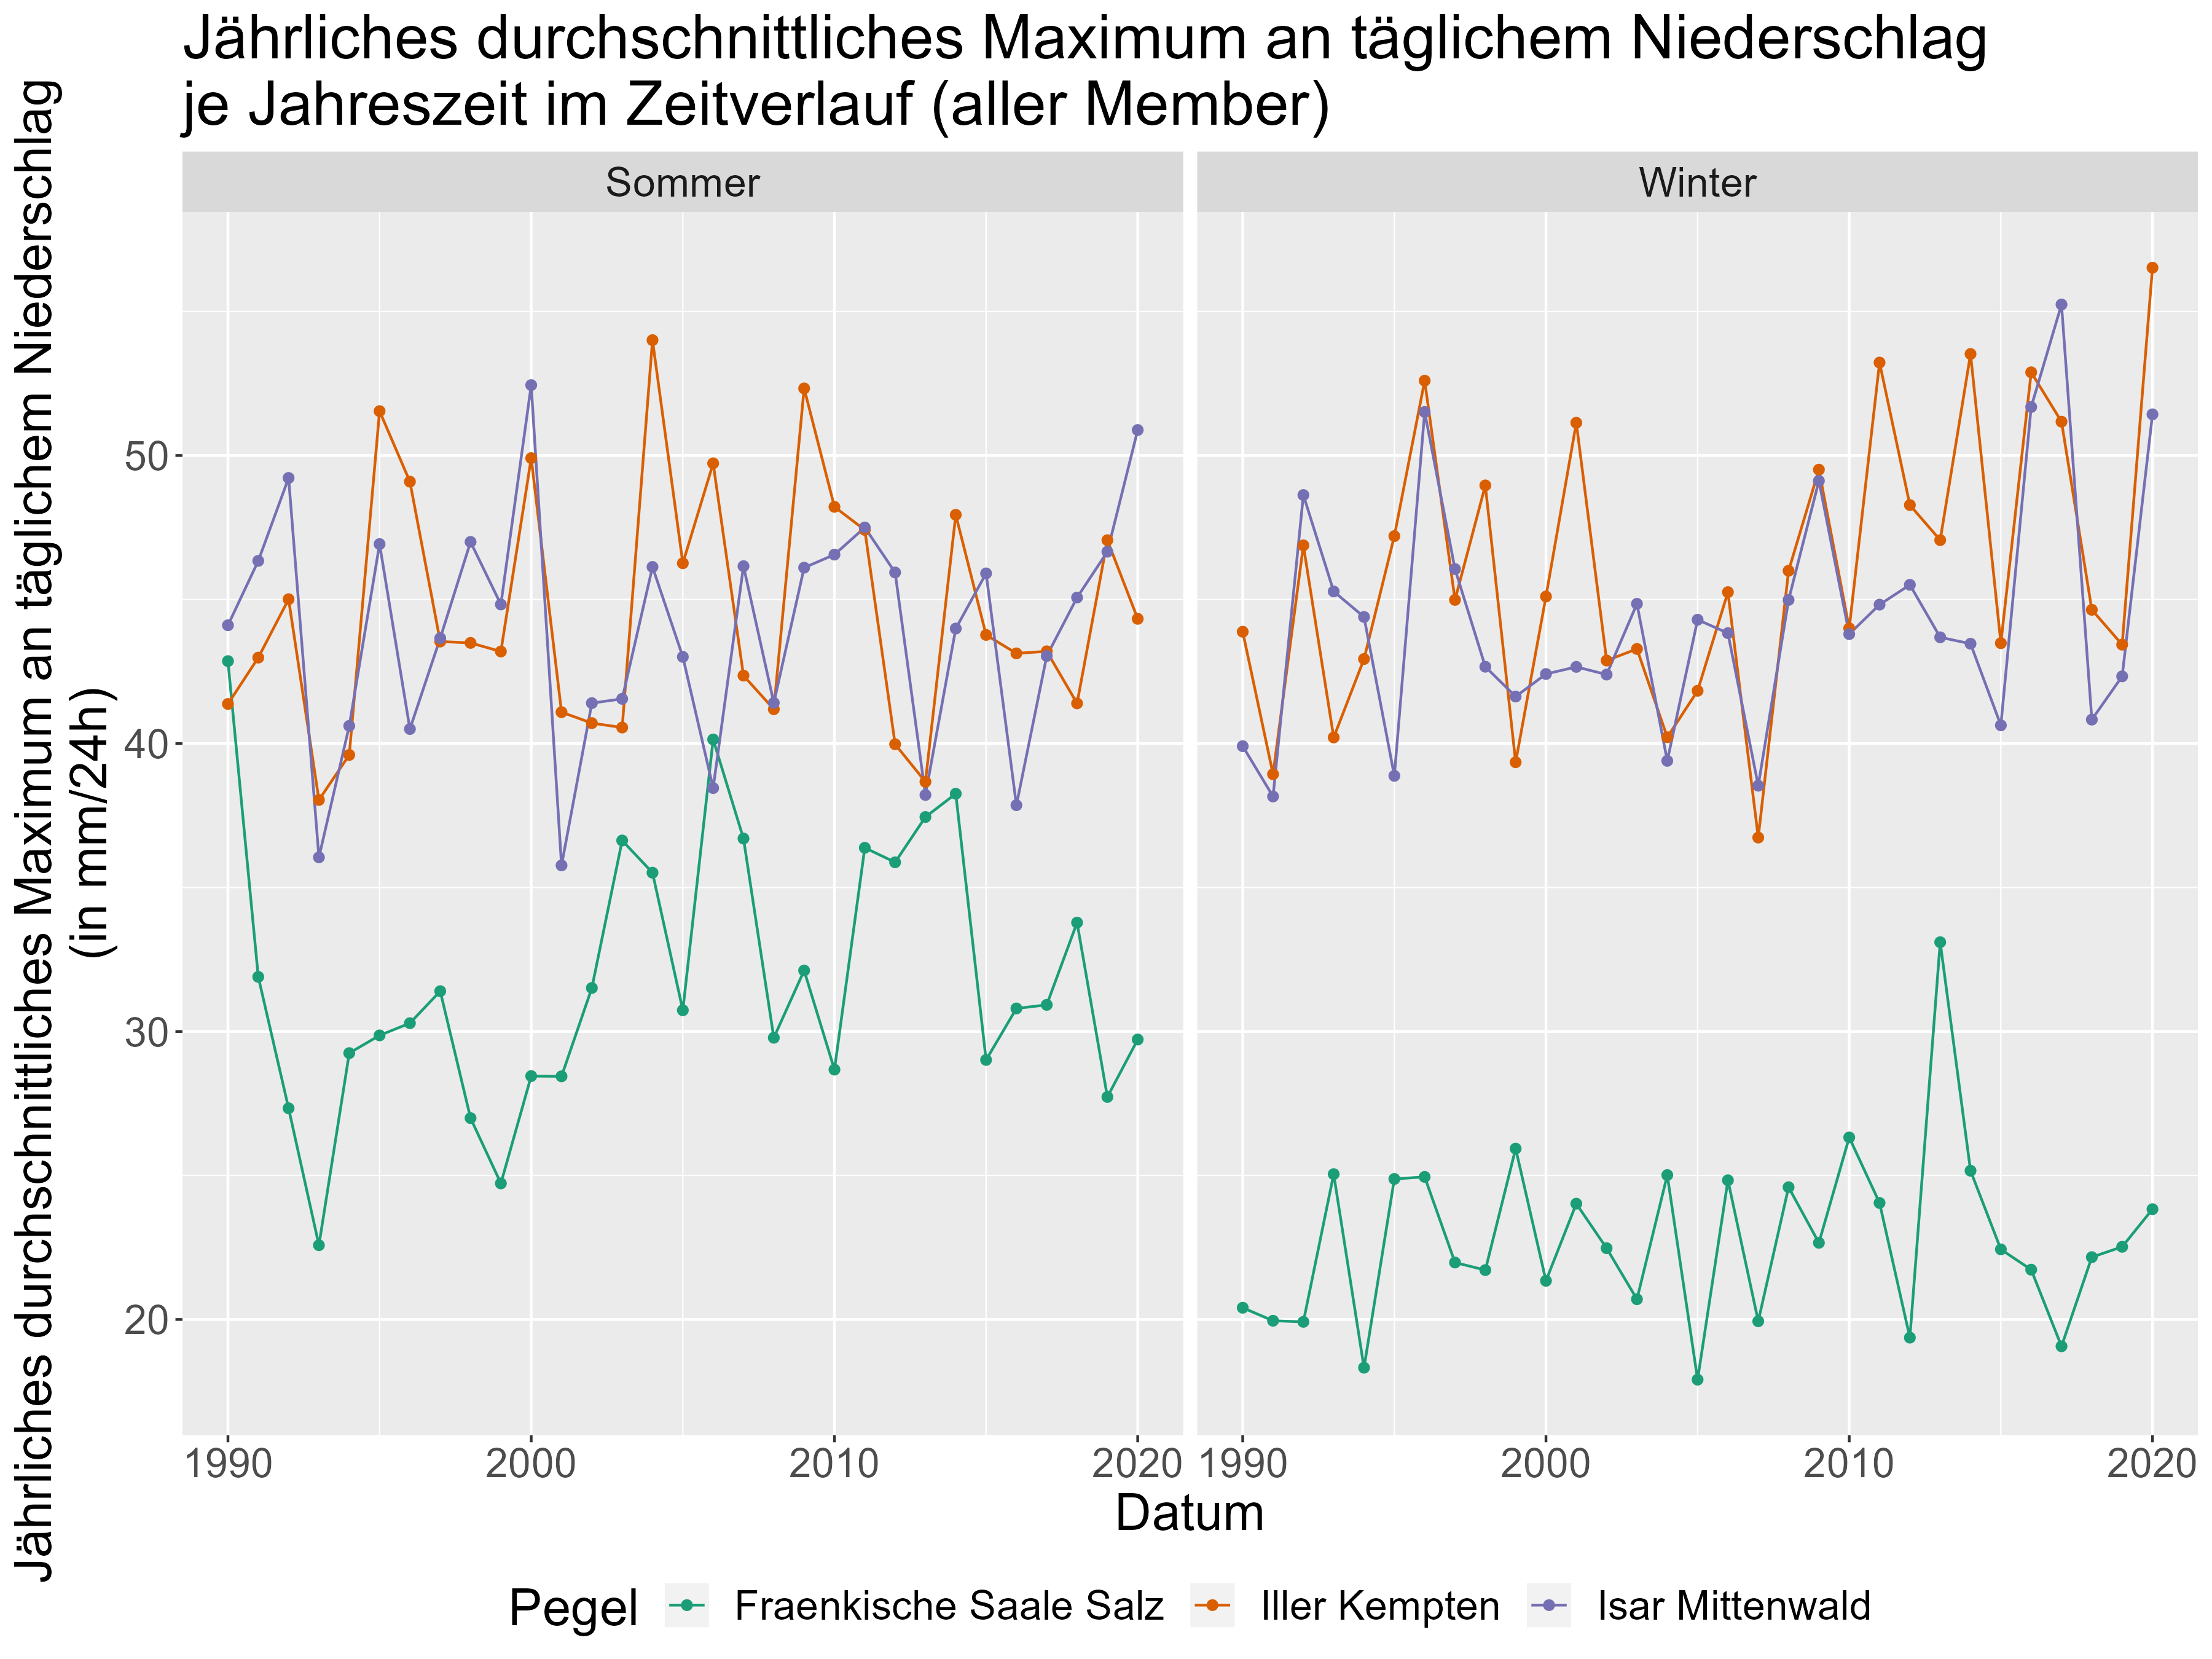 Jährliches durchschnittliches Maximum an täglichem Niederschlag
je Jahreszeit im Zeitverlauf (aller Member)
Jährliches durchschnittliches Maximum an täglichem Niederschlag
(in mm/24h)
Sommer
Winter
50
40
30
20
1990
2000
2010
2020
1990
2000
2010
2020
Datum
Pegel
Fraenkische Saale Salz
Iller Kempten
Isar Mittenwald